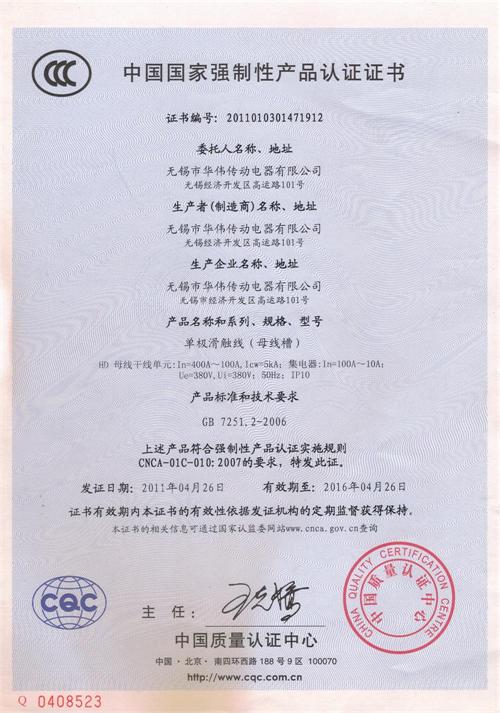 CCC
中国国家强制性产品认证证书
证书编号: 2011010301471912
委托人名称、地址
无锡市华伟传动电器有限公司
无锡经济开发区高运路101号
生产者(制造商)名称、地址
无锡市华伟传动电器有限公司
无锡经济开发区高运路101号
生产企业名称、地址
无锡市华伟传动电器有限公司
无锡市经济开发区高运路101号
产品名称和系列、规格、型号
单极滑触线(母线槽)
HD 母线干线单元:In=400A~100A,Icw=5kA; 集电器:In=100A~10A;
Ue=380V,Ui=380V; 50Hz; IP10
产品标准和技术要求
GB 7251.2-2006
上述产品符合强制性产品认证实施规则
CNCA-01C-010:2007的要求,特发此证。
发证日期: 2011年04月26日 有效期至: 2016年04月26日
证书有效期内本证书的有效性依据发证机构的定期监督获得保持。
本证书的相关信息可通过国家认监委网站www.cnca.gov.cn查询
CQC
主 任:
中国质量认证中心
中国·北京·南四环西路188号9区 100070
http://www.cqc.com.cn
CHINA QUALITY CERTIFICATION CENTRE
中国质量认证中心
Q 0408523